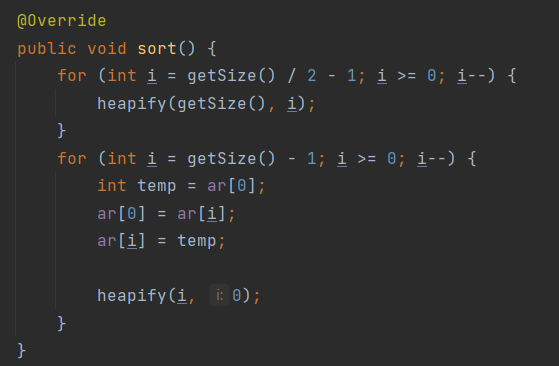 @Override
public void sort() {
    for (int i = getSize() / 2 - 1; i >= 0; i--) {
        heapify(getSize(), i);
    }
    for (int i = getSize() - 1; i >= 0; i--) {
        int temp = ar[0];
        ar[0] = ar[i];
        ar[i] = temp;

        heapify(i, i: 0);
    }
}